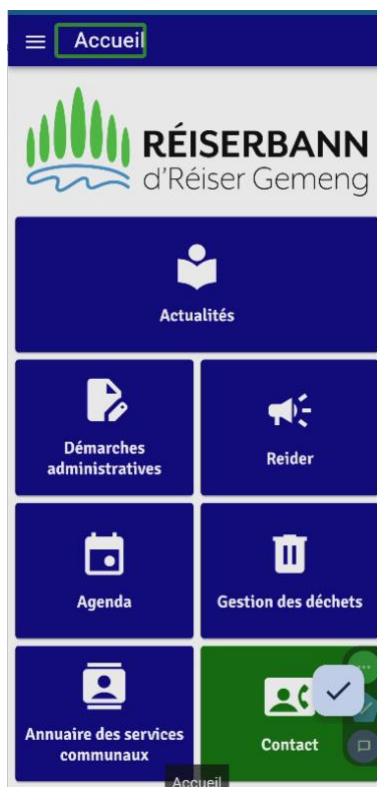 Accueil
RÉISERBANN
d'Réiser Gemeng
Actualités
Démarches
administratives
Reider
Agenda
Gestion des déchets
Annuaire des services
communaux
Contact
Accueil